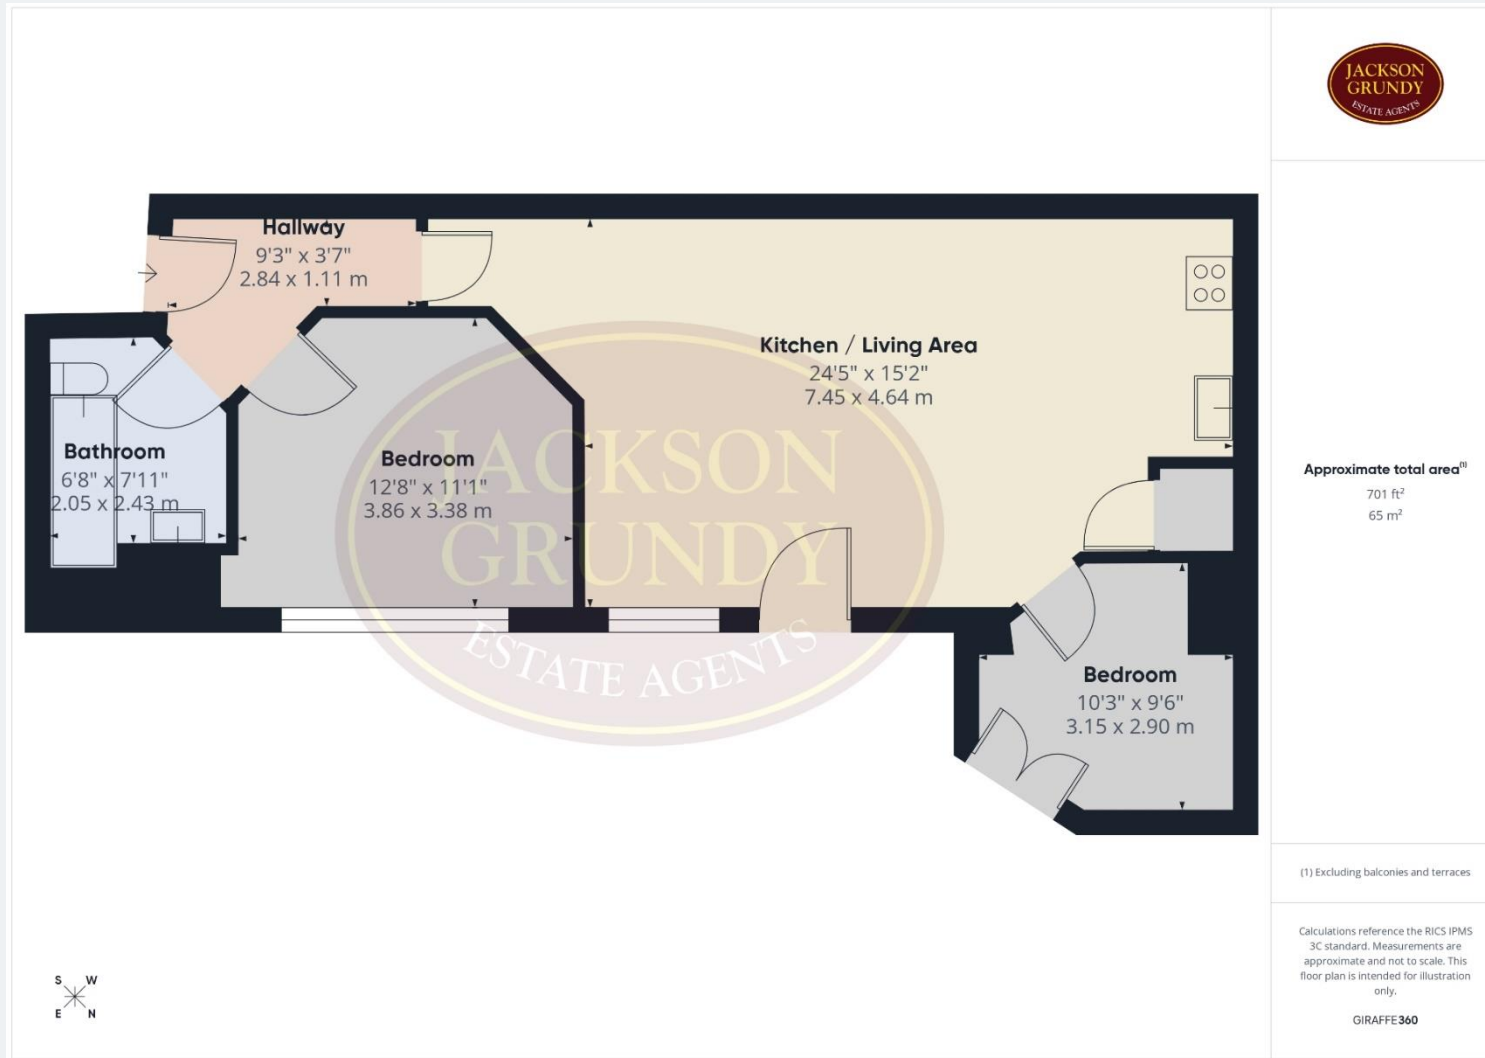 JACKSON
GRUNDY
ESTATE AGENTS
Hallway
9'3" x 3'7"
2.84 x 1.11 m
Kitchen / Living Area
24'5" x 15'2"
7.45 x 4.64 m
Bathroom
6'8" x 7'11"
2.05 x 2.43 m
Bedroom
12'8" x 11'1"
3.86 x 3.38 m
JACKSON
GRUNDY
ESTATE AGENTS
Bedroom
10'3" x 9'6"
3.15 x 2.90 m
S W
E N
Approximate total area(1)
701 ft²
65 m²
(1) Excluding balconies and terraces
Calculations reference the RICS IPMS
3C standard. Measurements are
approximate and not to scale. This
floor plan is intended for illustration
only.
GIRAFFE360